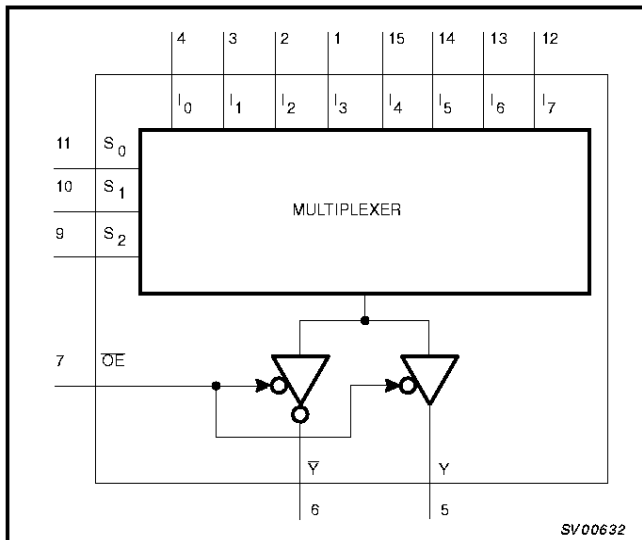 4 3 2 1 15 14 13 12
I0 I1 I2 I3 I4 I5 I6 I7
11 S0
10 S1
MULTIPLEXER
9 S2
7 O̅E̅
Y̅ Y
6 5
SV00632